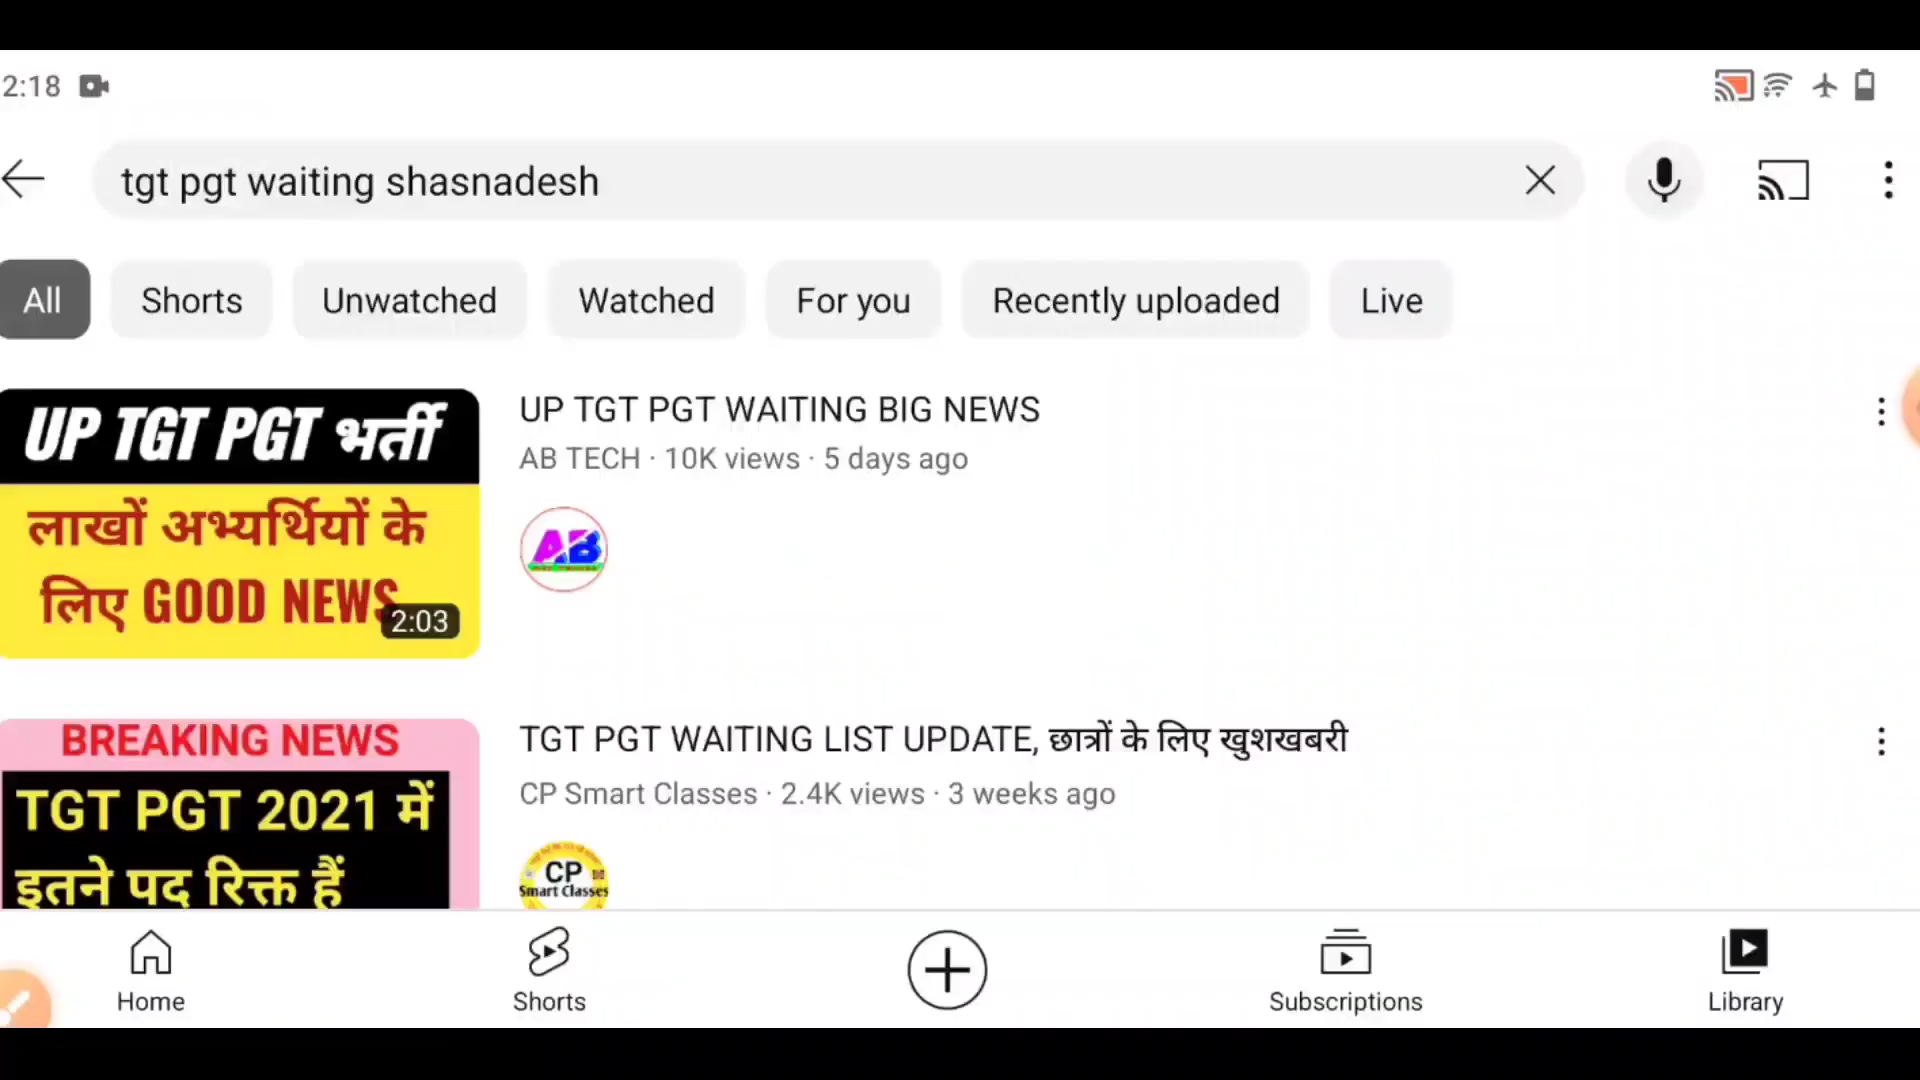 2:18
tgt pgt waiting shasnadesh
All
Shorts
Unwatched
Watched
For you
Recently uploaded
Live
UP TGT PGT भर्ती
लाखों अभ्यर्थियों के
लिए GOOD NEWS
2:03
UP TGT PGT WAITING BIG NEWS
AB TECH · 10K views · 5 days ago
AB
BREAKING NEWS
TGT PGT 2021 में
इतने पद रिक्त हैं
TGT PGT WAITING LIST UPDATE, छात्रों के लिए खुशखबरी
CP Smart Classes · 2.4K views · 3 weeks ago
CP
Smart Classes
Home
Shorts
Subscriptions
Library